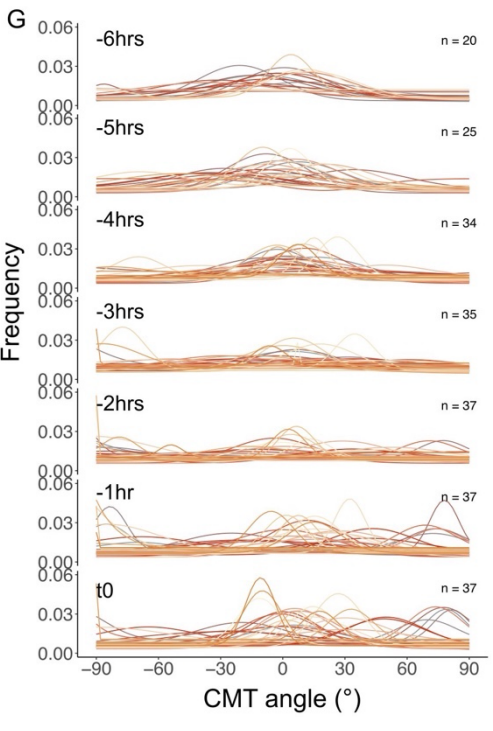 G
Frequency
0.06
-6hrs
n = 20
0.03
0.00
0.06
-5hrs
n = 25
0.03
0.00
0.06
-4hrs
n = 34
0.03
0.00
0.06
-3hrs
n = 35
0.03
0.00
0.06
-2hrs
n = 37
0.03
0.00
0.06
-1hr
n = 37
0.03
0.00
0.06
t0
n = 37
0.03
0.00
−90 −60 −30 0 30 60 90
CMT angle (°)